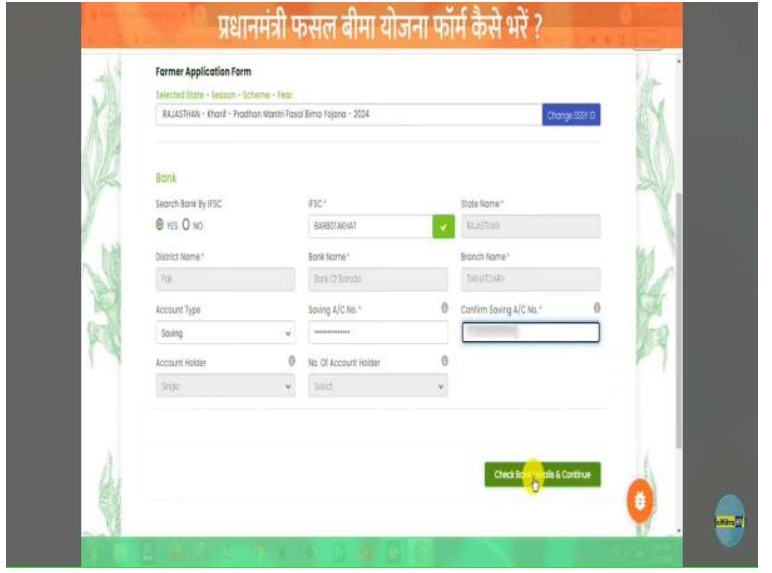 प्रधानमंत्री फसल बीमा योजना फॉर्म कैसे भरें ?
Farmer Application Form
Selected State - Season - Scheme - Year
RAJASTHAN - Kharif - Pradhan Mantri Fasal Bima Yojana - 2024
Change SSSY ID
Bank
Search Bank By IFSC
IFSC *
State Name *
YES NO
BARB0TAKHAT
RAJASTHAN
District Name *
Bank Name *
Branch Name *
Pali
Bank Of Baroda
TAKHATGARH
Account Type
Saving A/C No. *
Confirm Saving A/C No. *
Saving
Account Holder
No. Of Account Holder
Single
Select
Check Bank Details & Continue